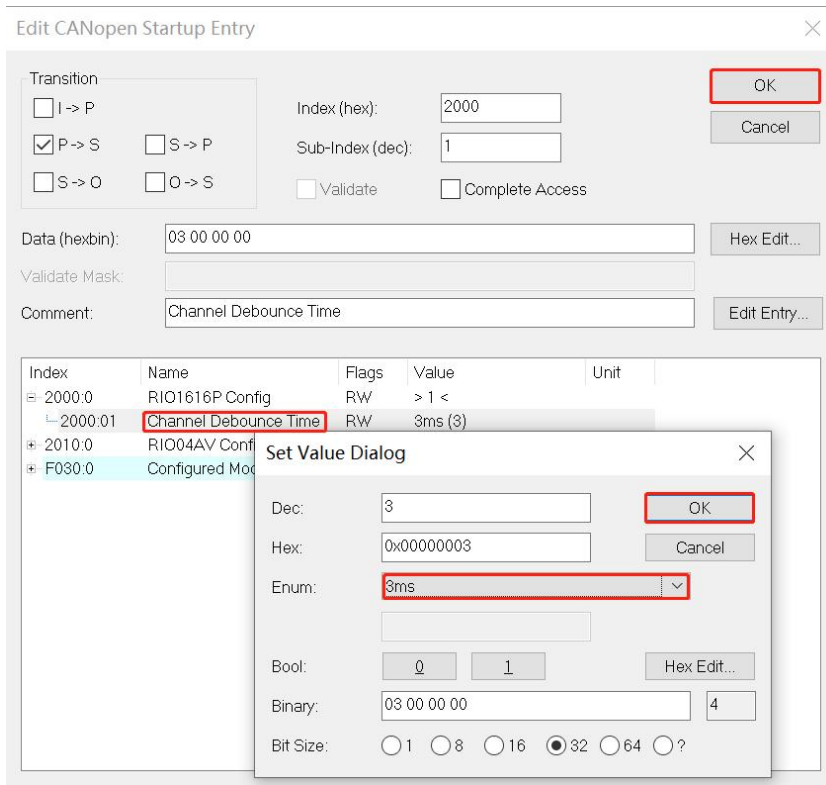 Edit CANopen Startup Entry
Transition
I -> P
P -> S
S -> P
S -> O
O -> S
Index (hex): 2000
Sub-Index (dec): 1
Validate
Complete Access
OK
Cancel
Data (hexbin): 03 00 00 00
Hex Edit...
Validate Mask:
Comment: Channel Debounce Time
Edit Entry...
Index Name Flags Value Unit
2000:0 RIO1616P Config RW > 1 <
2000:01 Channel Debounce Time RW 3ms (3)
2010:0 RIO04AV Confi
F030:0 Configured Mod
Set Value Dialog
Dec: 3
OK
Hex: 0x00000003
Cancel
Enum: 3ms
Bool: 0 1
Hex Edit...
Binary: 03 00 00 00 4
Bit Size: 1 8 16 32 64 ?